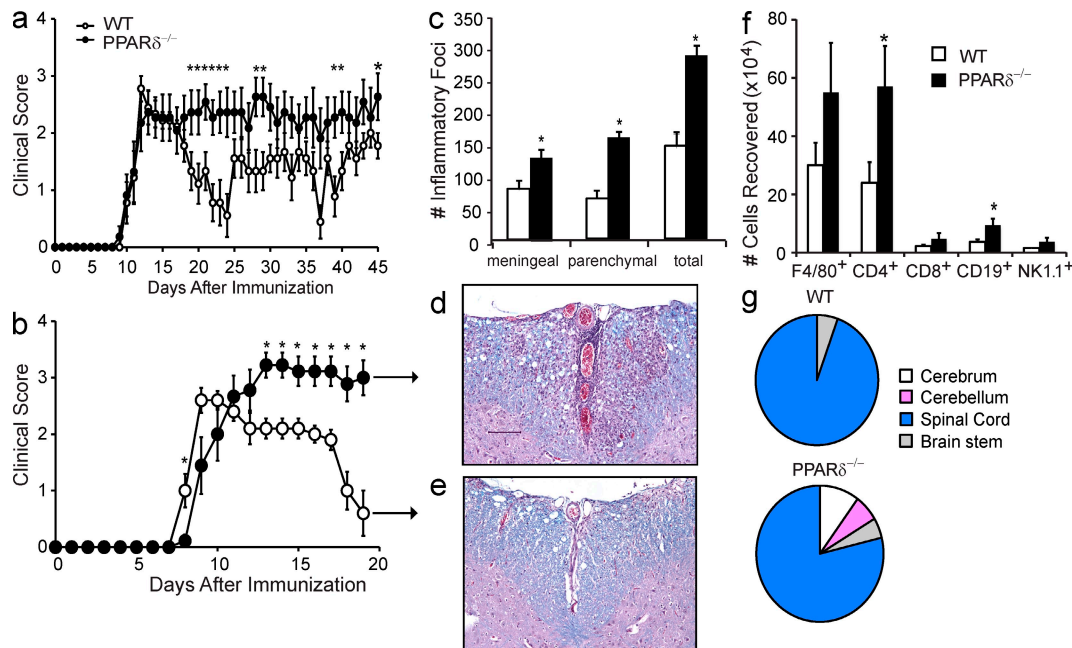 a
WT
PPARδ⁻/⁻
Clinical Score
4
3
2
1
0
****** ** ** *
0 5 10 15 20 25 30 35 40 45
Days After Immunization
b
Clinical Score
4
3
2
1
0
* * * * * * * *
0 5 10 15 20
Days After Immunization
c
# Inflammatory Foci
350
300
250
200
150
100
50
0
* * *
meningeal parenchymal total
d
e
f
WT
PPARδ⁻/⁻
# Cells Recovered (x10⁴)
80
60
40
20
0
* *
F4/80⁺ CD4⁺ CD8⁺ CD19⁺ NK1.1⁺
g
WT
Cerebrum
Cerebellum
Spinal Cord
Brain stem
PPARδ⁻/⁻